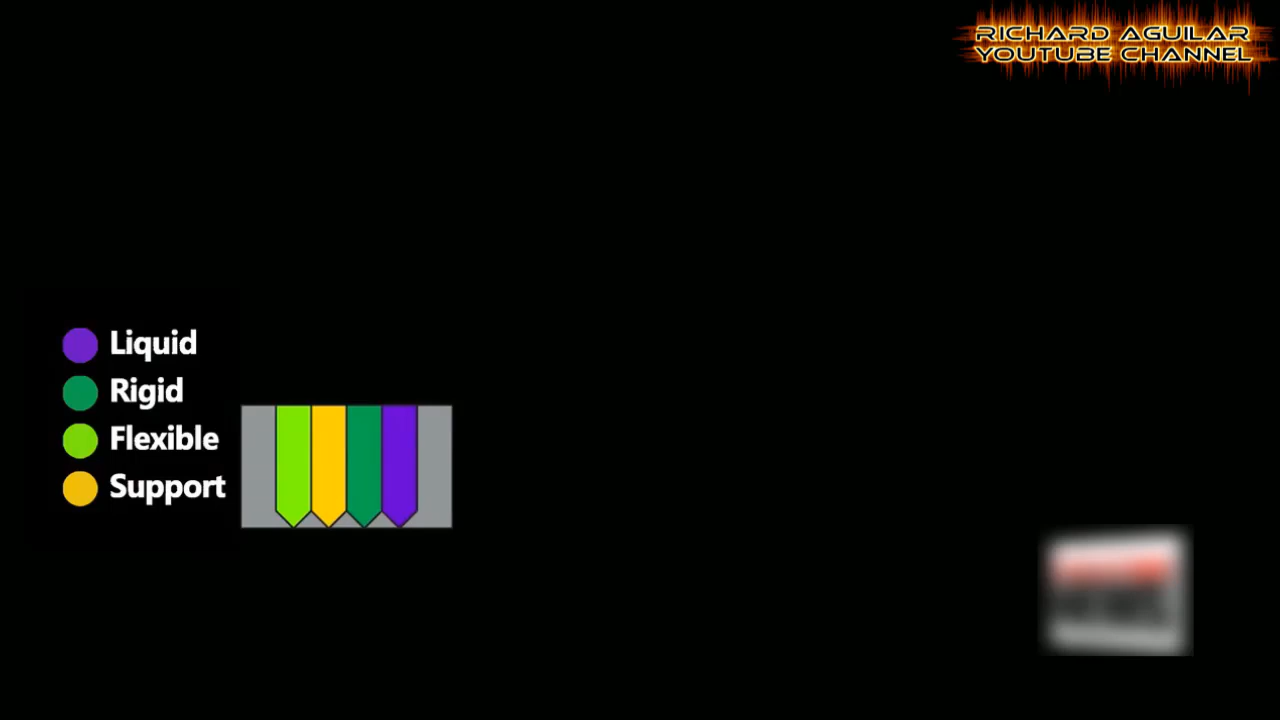 RICHARD AGUILAR
YOUTUBE CHANNEL
Liquid
Rigid
Flexible
Support